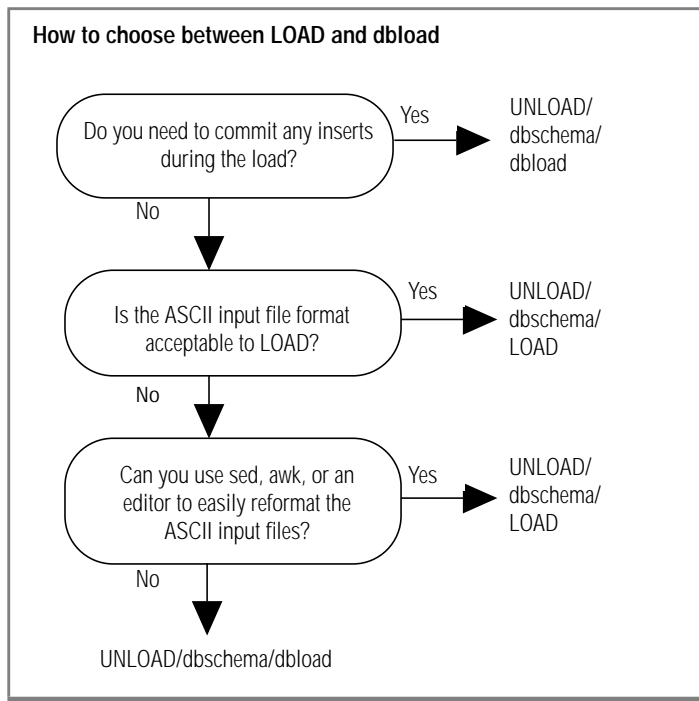 How to choose between LOAD and dbload
Do you need to commit any inserts
during the load?
Yes
UNLOAD/
dbschema/
dbload
No
Is the ASCII input file format
acceptable to LOAD?
Yes
UNLOAD/
dbschema/
LOAD
No
Can you use sed, awk, or an
editor to easily reformat the
ASCII input files?
Yes
UNLOAD/
dbschema/
LOAD
No
UNLOAD/dbschema/dbload